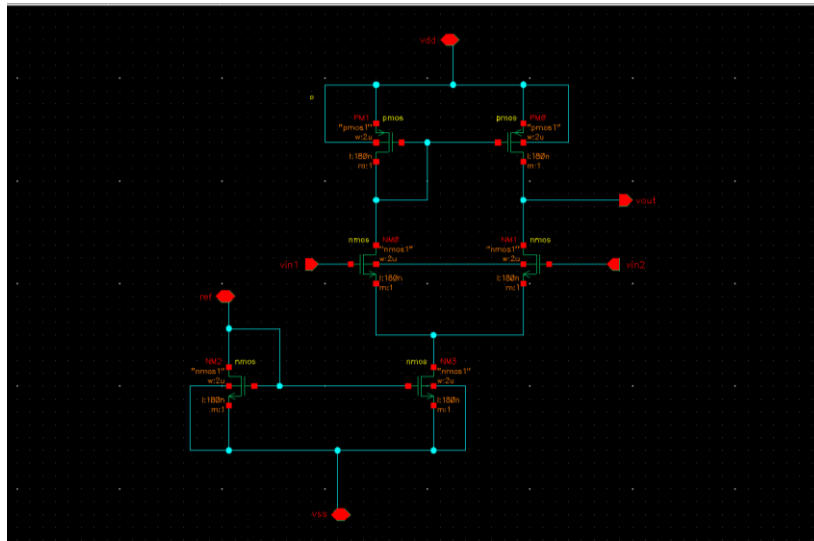 vdd
PM1 pmos
"pmos1"
w:2u
l:180n
m:1
pmos PM0
"pmos1"
w:2u
l:180n
m:1
vout
nmos NM0
"nmos1"
w:2u
l:180n
m:1
NM1 nmos
"nmos1"
w:2u
l:180n
m:1
vin1
vin2
ref
NM2 nmos
"nmos1"
w:2u
l:180n
m:1
nmos NM3
"nmos1"
w:2u
l:180n
m:1
vss